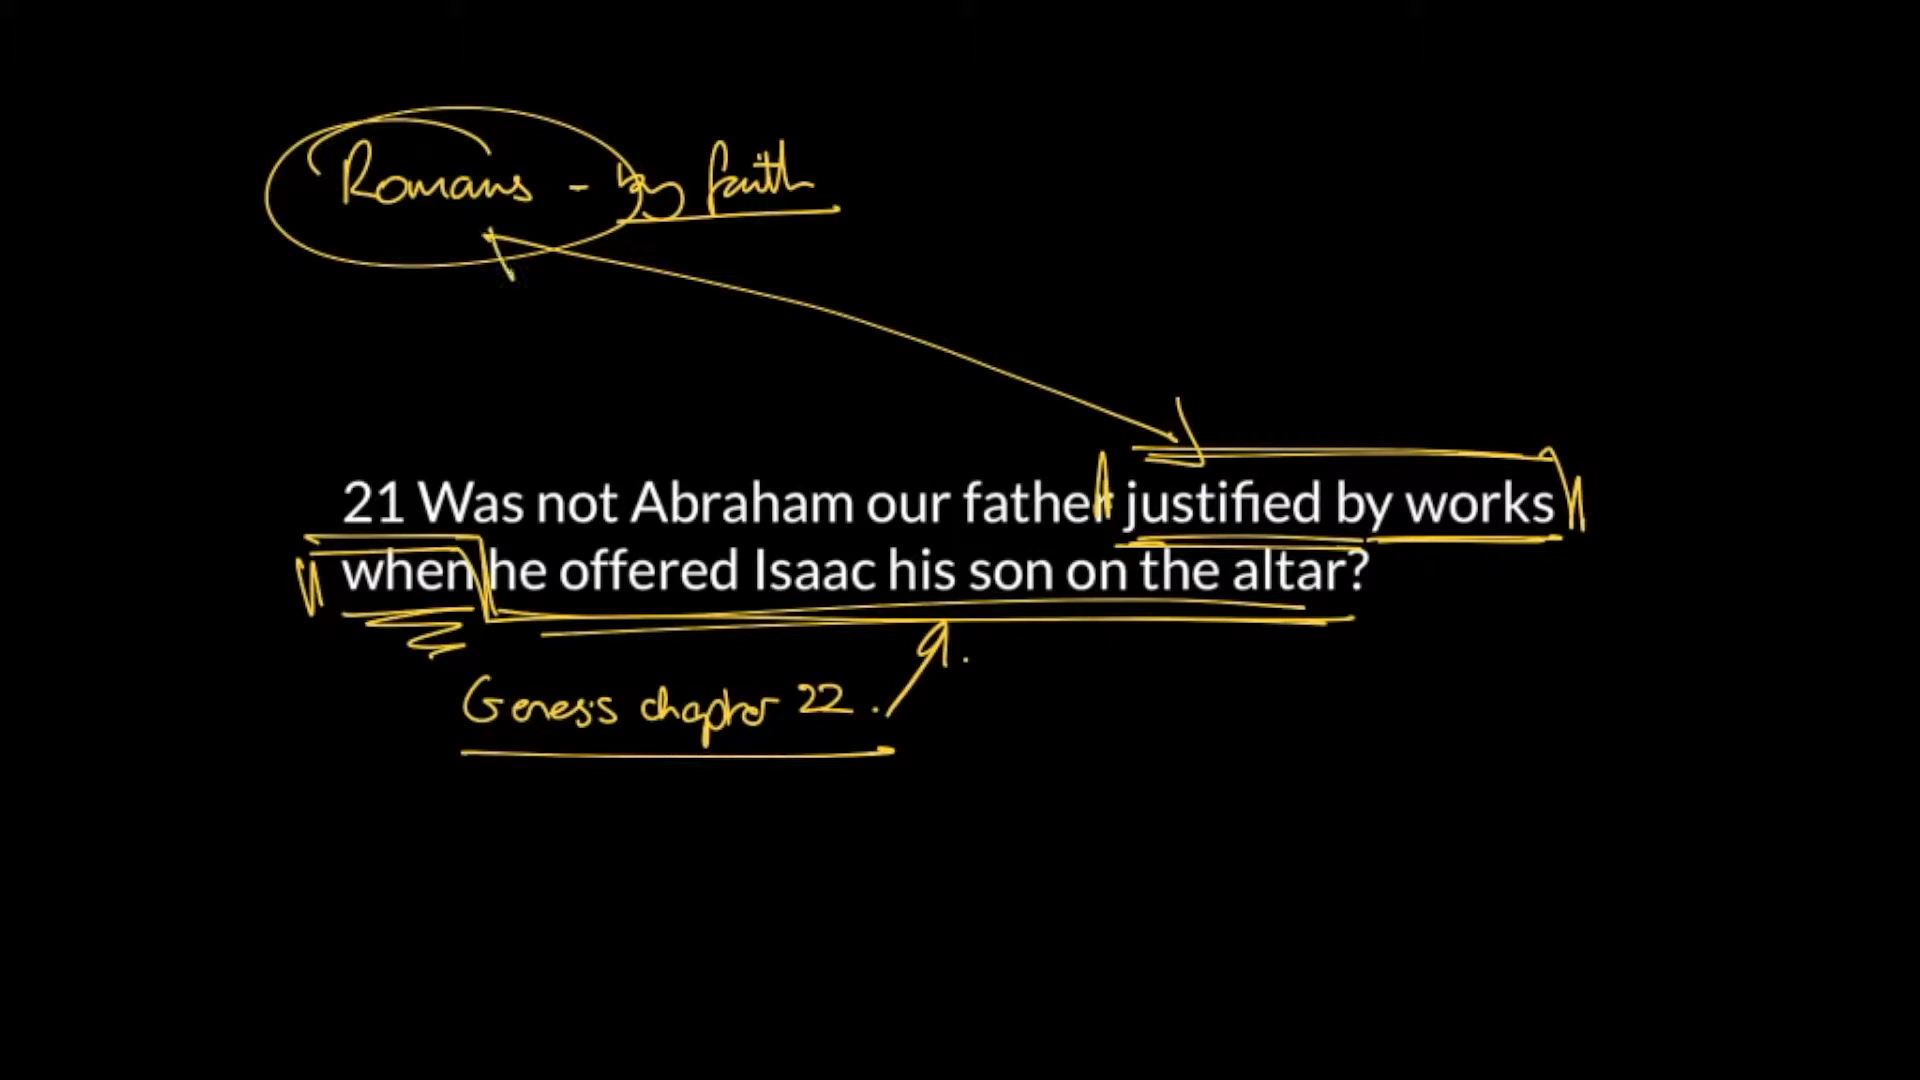 Romans - by faith
21 Was not Abraham our father justified by works
when he offered Isaac his son on the altar?
Genesis chapter 22.